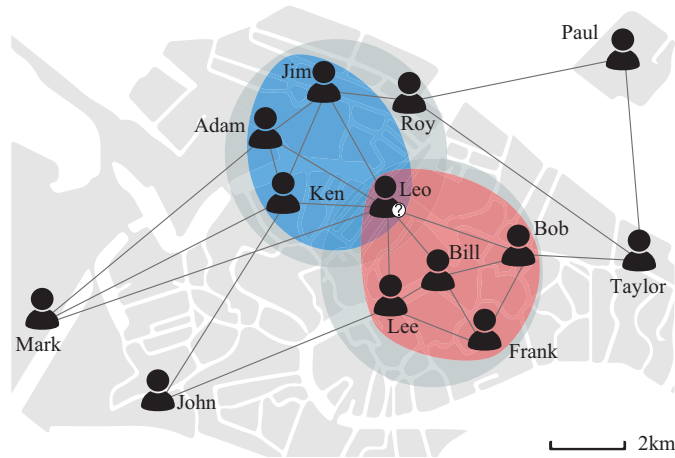 Paul
Jim
Adam
Roy
Ken
Leo
?
Bob
Bill
Taylor
Lee
Mark
Frank
John
2km